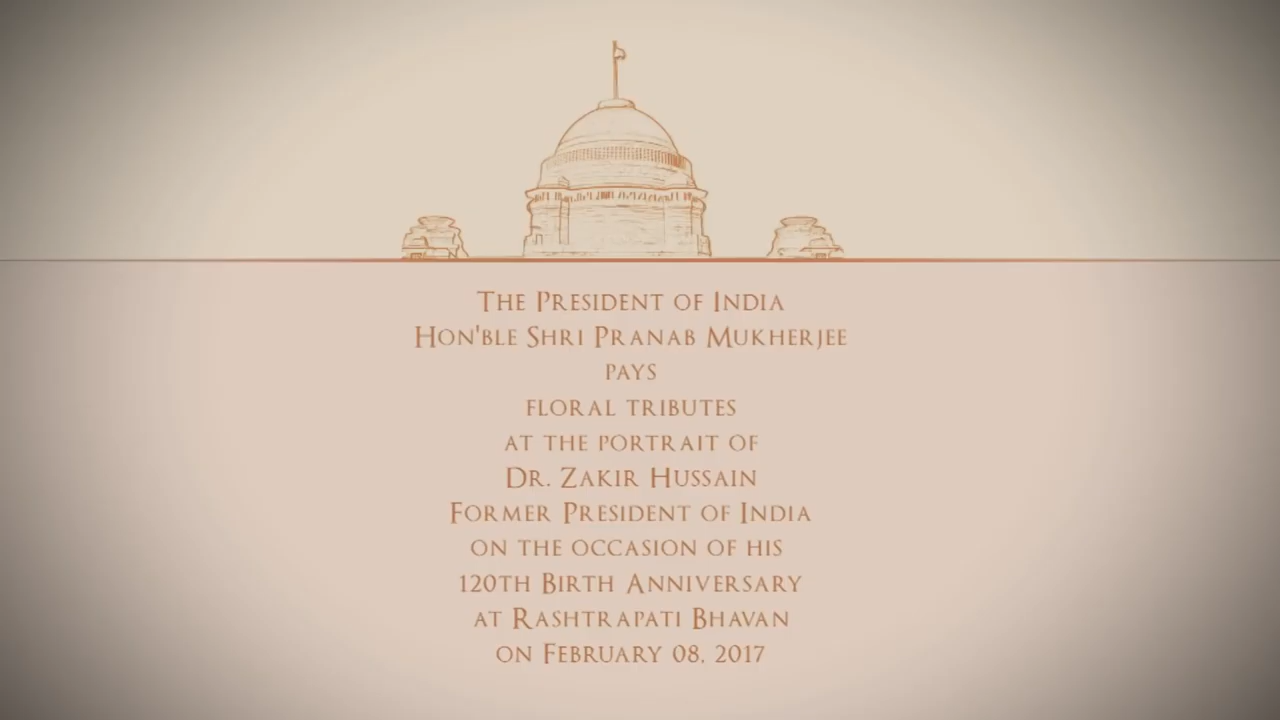 The President of India
Hon'ble Shri Pranab Mukherjee
pays
floral tributes
at the portrait of
Dr. Zakir Hussain
Former President of India
on the occasion of his
120th Birth Anniversary
at Rashtrapati Bhavan
on February 08, 2017